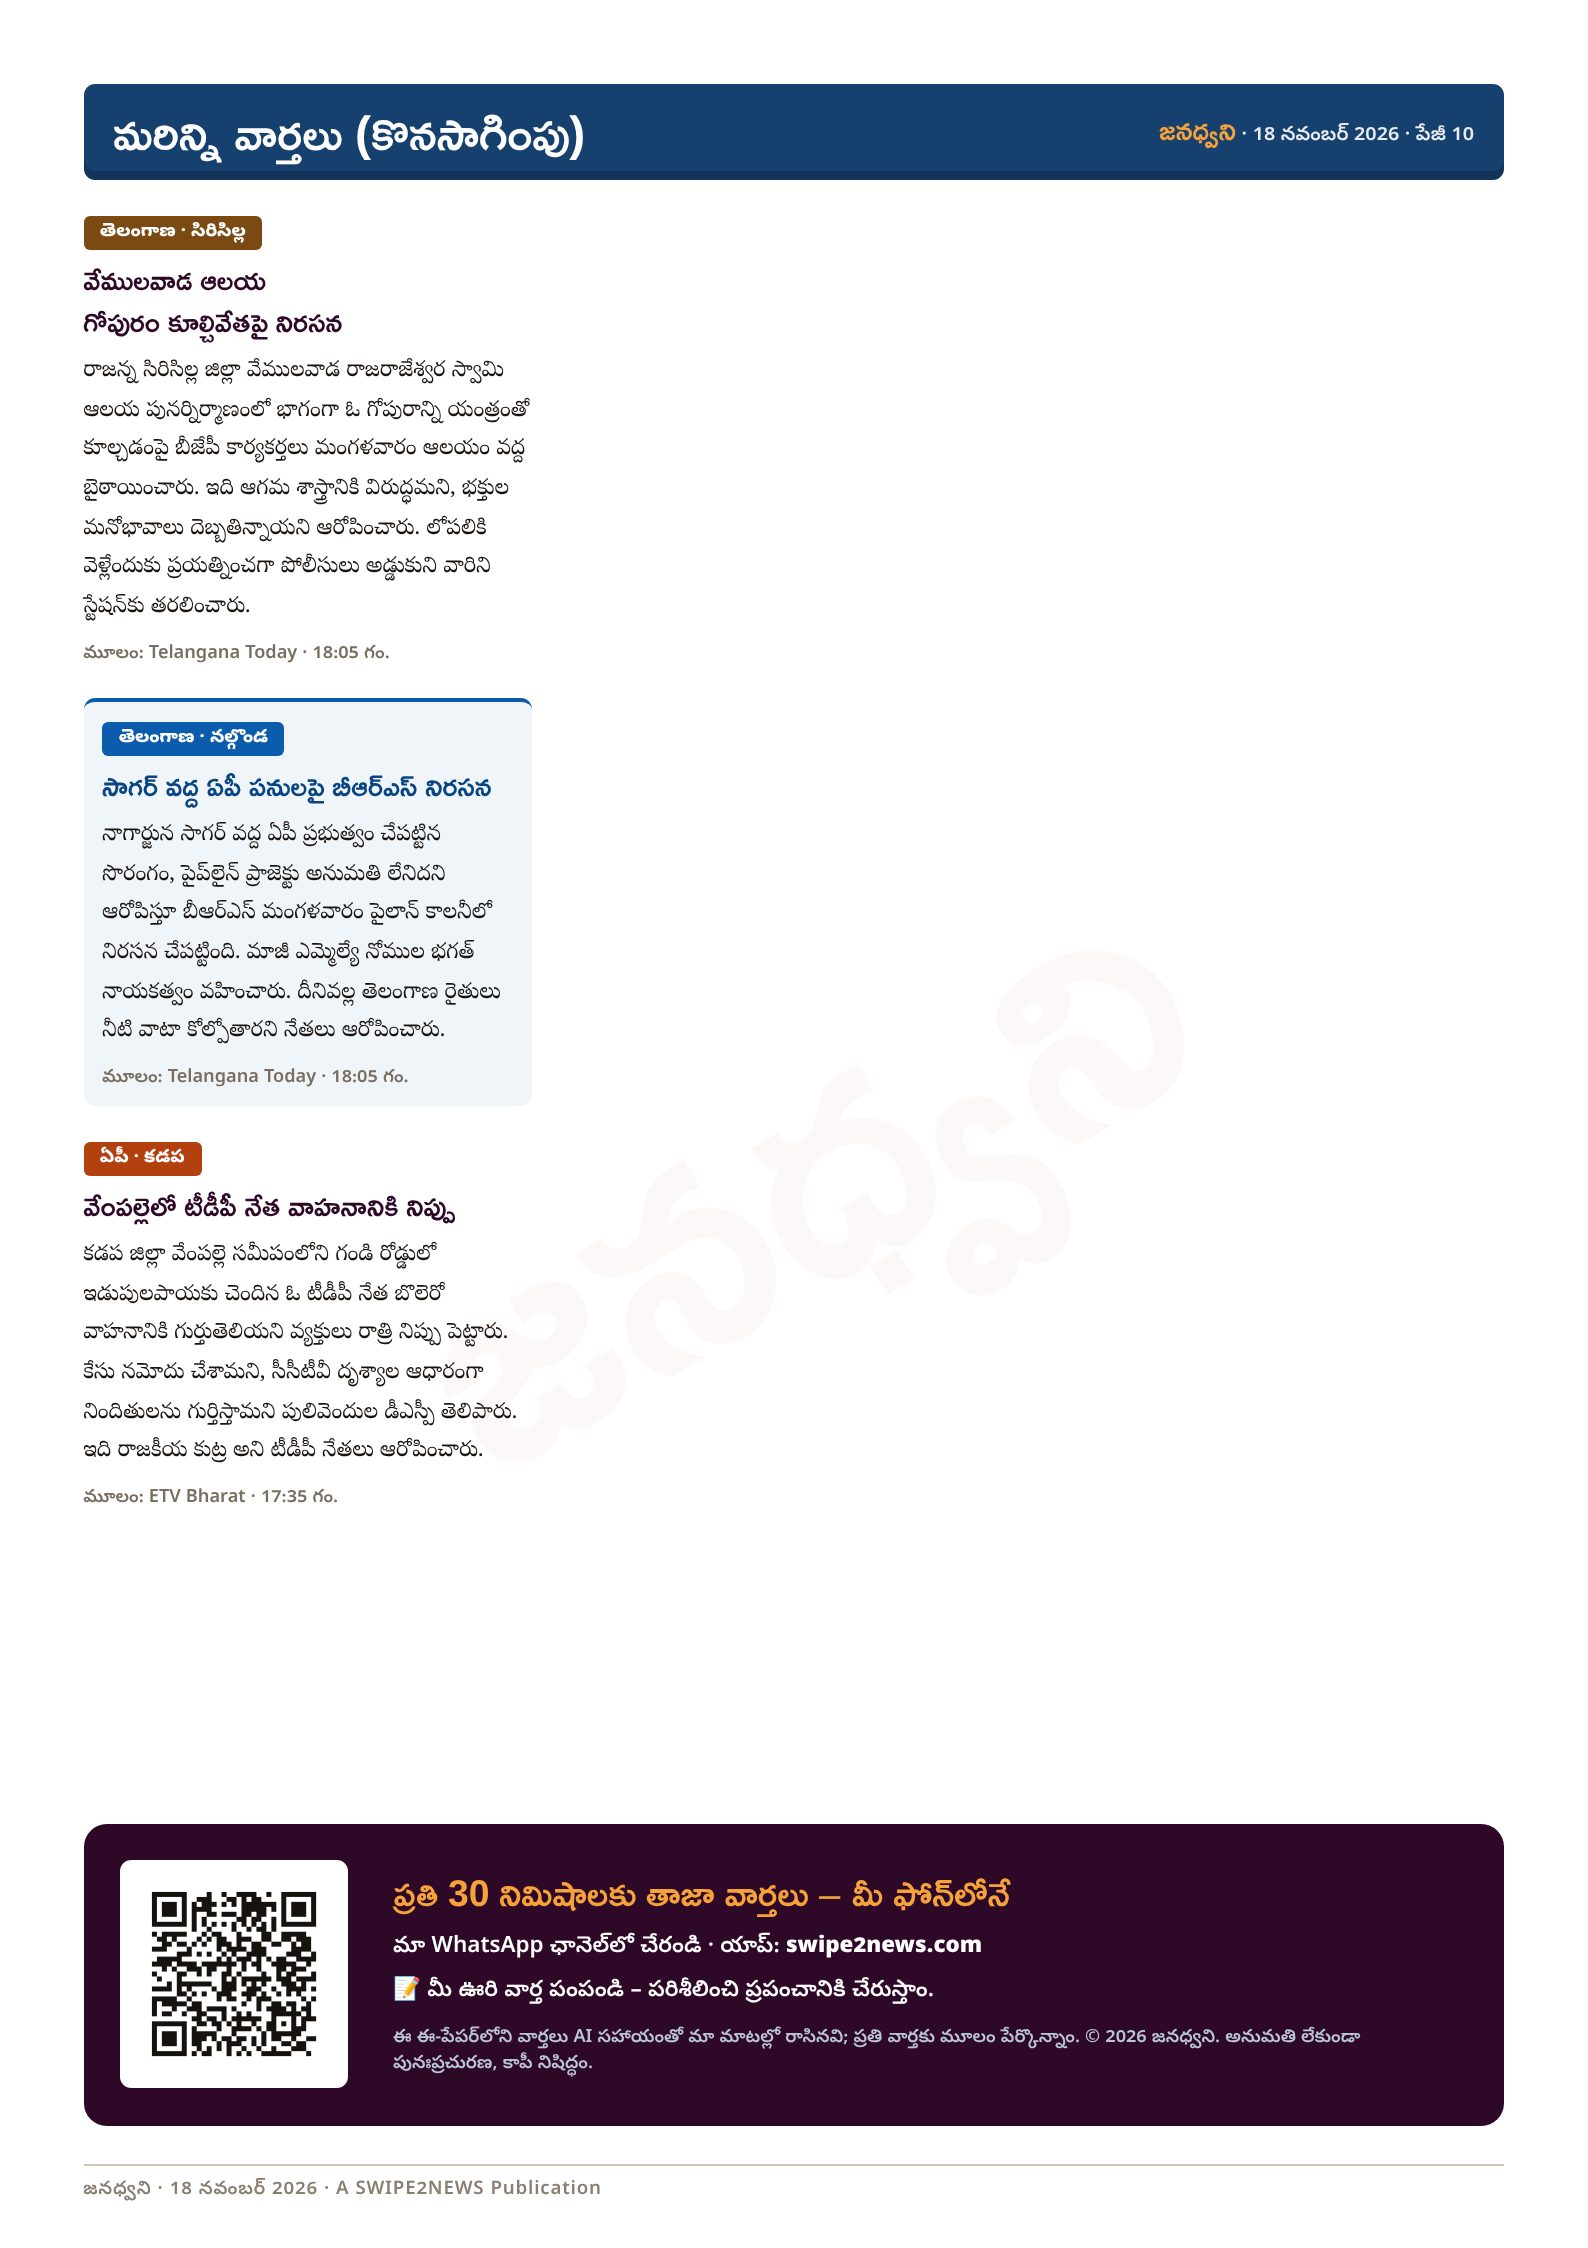 మరిన్ని వార్తలు (కొనసాగింపు)
జనధ్వని · 18 నవంబర్ 2026 · పేజీ 10
తెలంగాణ · సిరిసిల్ల
వేములవాడ ఆలయ
గోపురం కూల్చివేతపై నిరసన
రాజన్న సిరిసిల్ల జిల్లా వేములవాడ రాజరాజేశ్వర స్వామి
ఆలయ పునర్నిర్మాణంలో భాగంగా ఓ గోపురాన్ని యంత్రంతో
కూల్చడంపై బీజేపీ కార్యకర్తలు మంగళవారం ఆలయం వద్ద
బైఠాయించారు. ఇది ఆగమ శాస్త్రానికి విరుద్ధమని, భక్తుల
మనోభావాలు దెబ్బతిన్నాయని ఆరోపించారు. లోపలికి
వెళ్లేందుకు ప్రయత్నించగా పోలీసులు అడ్డుకుని వారిని
స్టేషన్‌కు తరలించారు.
మూలం: Telangana Today · 18:05 గం.
తెలంగాణ · నల్గొండ
సాగర్ వద్ద ఏపీ పనులపై బీఆర్ఎస్ నిరసన
నాగార్జున సాగర్ వద్ద ఏపీ ప్రభుత్వం చేపట్టిన
సొరంగం, పైప్‌లైన్ ప్రాజెక్టు అనుమతి లేనిదని
ఆరోపిస్తూ బీఆర్ఎస్ మంగళవారం పైలాన్ కాలనీలో
నిరసన చేపట్టింది. మాజీ ఎమ్మెల్యే నోముల భగత్
నాయకత్వం వహించారు. దీనివల్ల తెలంగాణ రైతులు
నీటి వాటా కోల్పోతారని నేతలు ఆరోపించారు.
మూలం: Telangana Today · 18:05 గం.
ఏపీ · కడప
వేంపల్లెలో టీడీపీ నేత వాహనానికి నిప్పు
కడప జిల్లా వేంపల్లె సమీపంలోని గండి రోడ్డులో
ఇడుపులపాయకు చెందిన ఓ టీడీపీ నేత బొలెరో
వాహనానికి గుర్తుతెలియని వ్యక్తులు రాత్రి నిప్పు పెట్టారు.
కేసు నమోదు చేశామని, సీసీటీవీ దృశ్యాల ఆధారంగా
నిందితులను గుర్తిస్తామని పులివెందుల డీఎస్పీ తెలిపారు.
ఇది రాజకీయ కుట్ర అని టీడీపీ నేతలు ఆరోపించారు.
మూలం: ETV Bharat · 17:35 గం.
జనధ్వని
ప్రతి 30 నిమిషాలకు తాజా వార్తలు – మీ ఫోన్‌లోనే
మా WhatsApp ఛానెల్‌లో చేరండి · యాప్: swipe2news.com
📝 మీ ఊరి వార్త పంపండి – పరిశీలించి ప్రపంచానికి చేరుస్తాం.
ఈ ఈ-పేపర్‌లోని వార్తలు AI సహాయంతో మా మాటల్లో రాసినవి; ప్రతి వార్తకు మూలం పేర్కొన్నాం. © 2026 జనధ్వని. అనుమతి లేకుండా
పునఃప్రచురణ, కాపీ నిషిద్ధం.
జనధ్వని · 18 నవంబర్ 2026 · A SWIPE2NEWS Publication